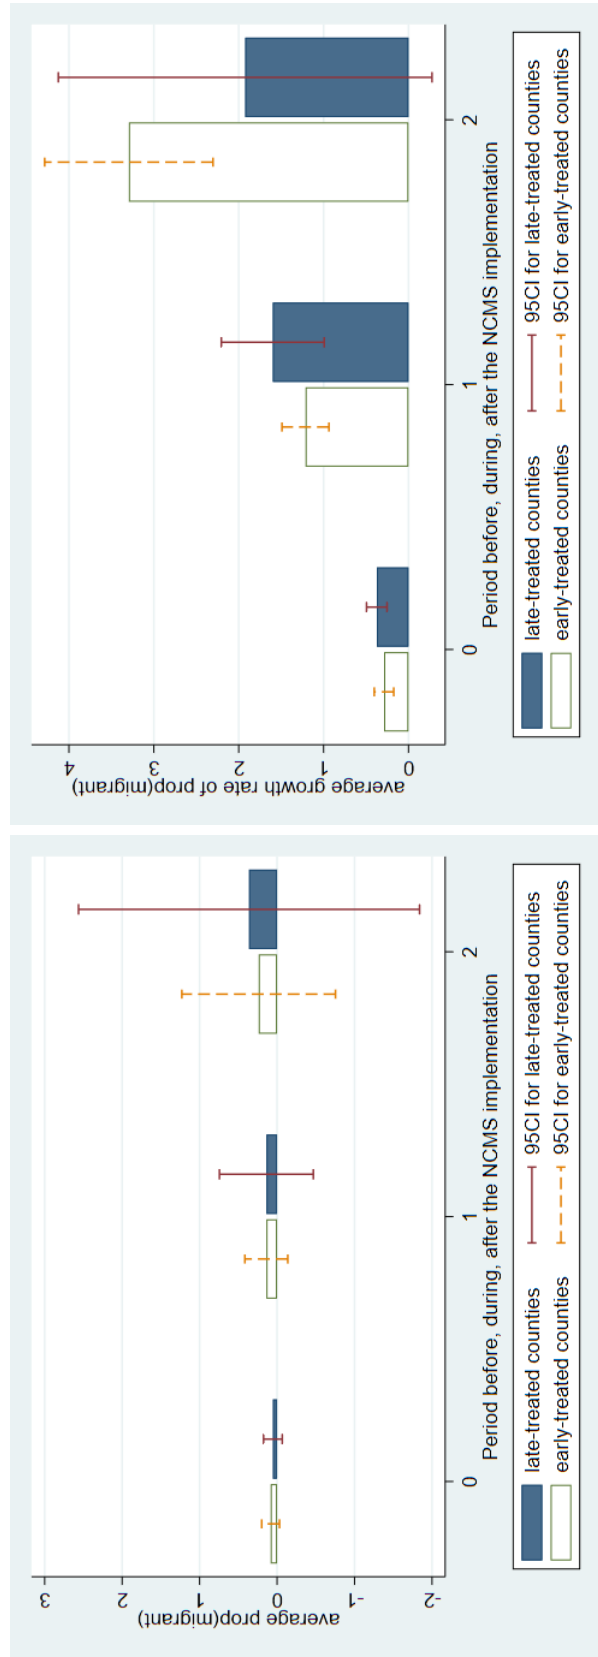 average prop(migrant)
3
2
1
0
-1
-2
0
1
2
Period before, during, after the NCMS implementation
late-treated counties
95CI for late-treated counties
early-treated counties
95CI for early-treated counties
average growth rate of prop(migrant)
4
3
2
1
0
0
1
2
Period before, during, after the NCMS implementation
late-treated counties
95CI for late-treated counties
early-treated counties
95CI for early-treated counties